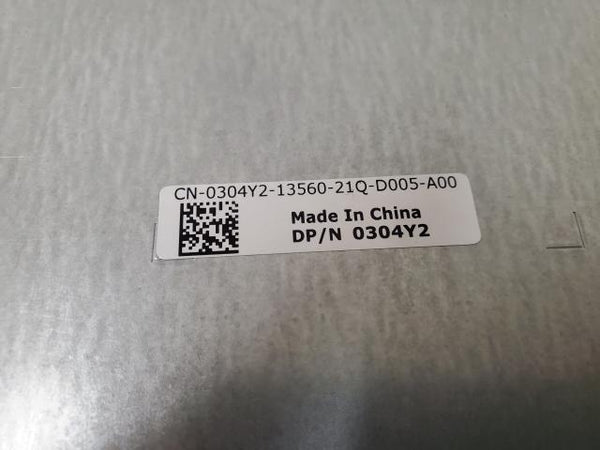 CN-0304Y2-13560-21Q-D005-A00
Made In China
DP/N 0304Y2